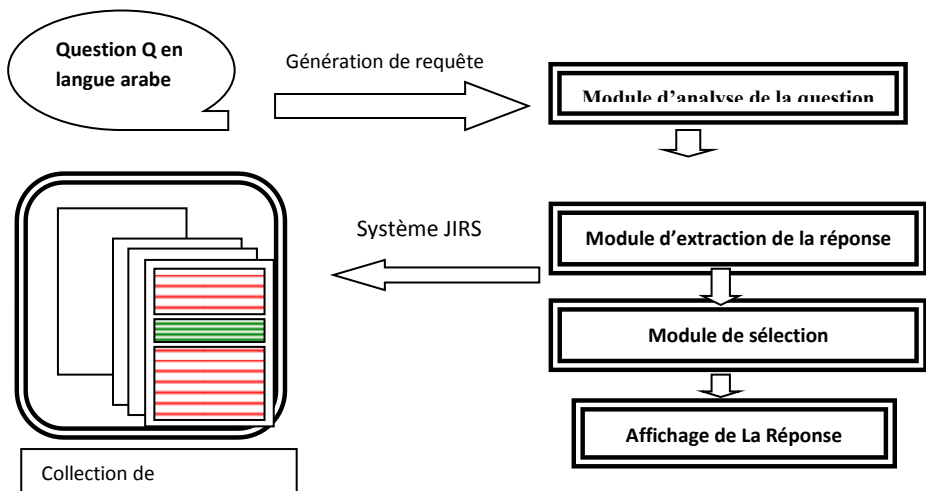 Question Q en
langue arabe
Génération de requête
Module d'analyse de la question
Système JIRS
Module d'extraction de la réponse
Module de sélection
Affichage de La Réponse
Collection de